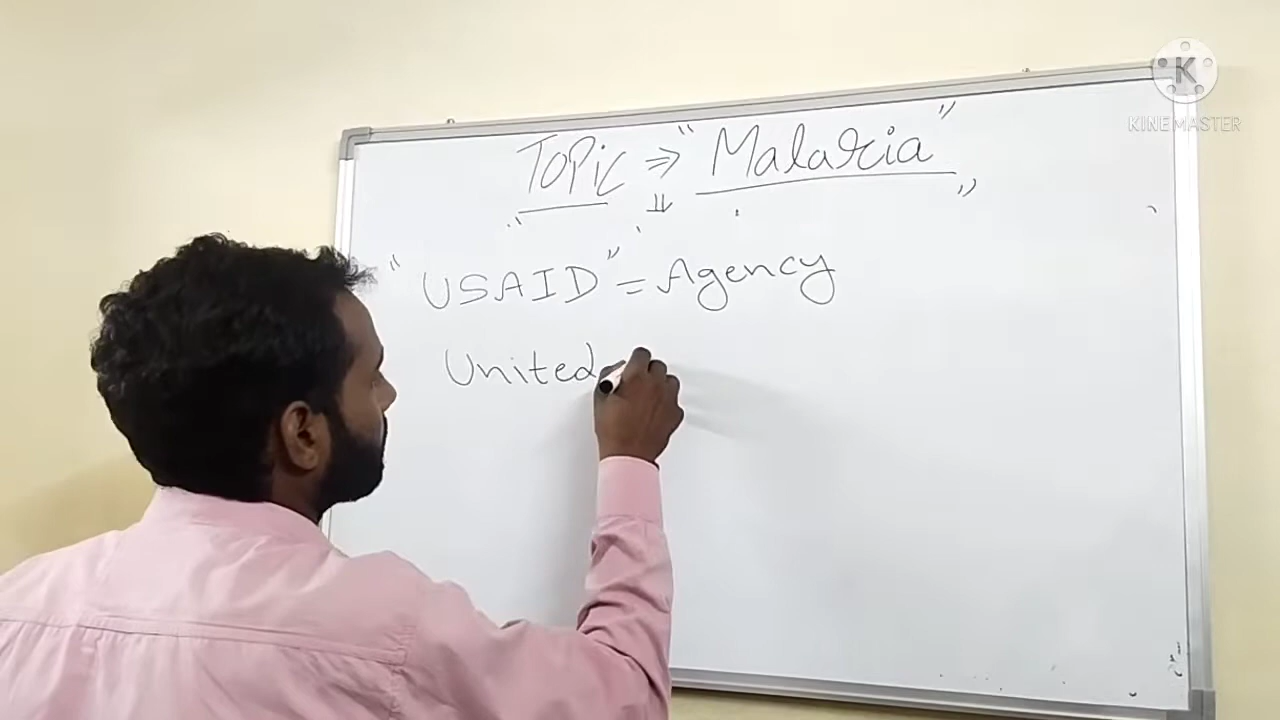 Topic ⇒ "Malaria"
"USAID" = Agency
United
K
KINEMASTER